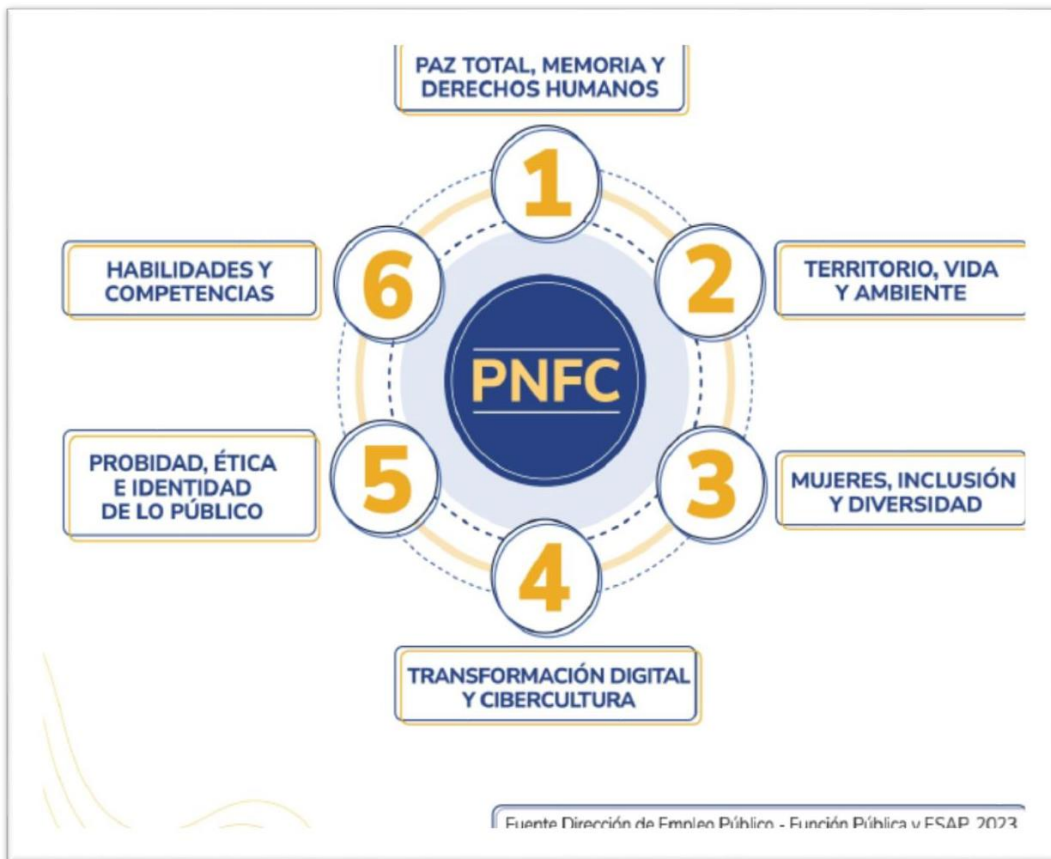 PAZ TOTAL, MEMORIA Y
DERECHOS HUMANOS
1
2
TERRITORIO, VIDA
Y AMBIENTE
3
MUJERES, INCLUSIÓN
Y DIVERSIDAD
4
TRANSFORMACIÓN DIGITAL
Y CIBERCULTURA
5
PROBIDAD, ÉTICA
E IDENTIDAD
DE LO PÚBLICO
6
HABILIDADES Y
COMPETENCIAS
PNFC
Fuente Dirección de Empleo Público - Función Pública y ESAP, 2023